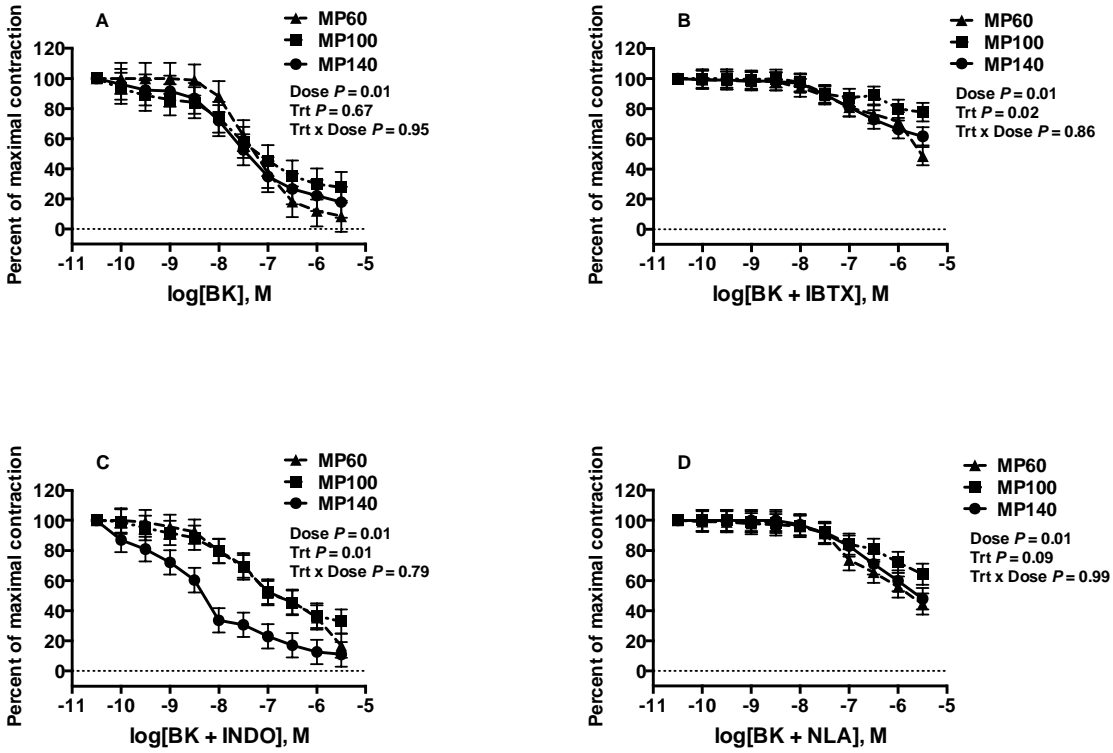 A
MP60
MP100
MP140
Dose P = 0.01
Trt P = 0.67
Trt x Dose P = 0.95
Percent of maximal contraction
120
100
80
60
40
20
0
-11 -10 -9 -8 -7 -6 -5
log[BK], M
B
MP60
MP100
MP140
Dose P = 0.01
Trt P = 0.02
Trt x Dose P = 0.86
Percent of maximal contraction
120
100
80
60
40
20
0
-11 -10 -9 -8 -7 -6 -5
log[BK + IBTX], M
C
MP60
MP100
MP140
Dose P = 0.01
Trt P = 0.01
Trt x Dose P = 0.79
Percent of maximal contraction
120
100
80
60
40
20
0
-11 -10 -9 -8 -7 -6 -5
log[BK + INDO], M
D
MP60
MP100
MP140
Dose P = 0.01
Trt P = 0.09
Trt x Dose P = 0.99
Percent of maximal contraction
120
100
80
60
40
20
0
-11 -10 -9 -8 -7 -6 -5
log[BK + NLA], M